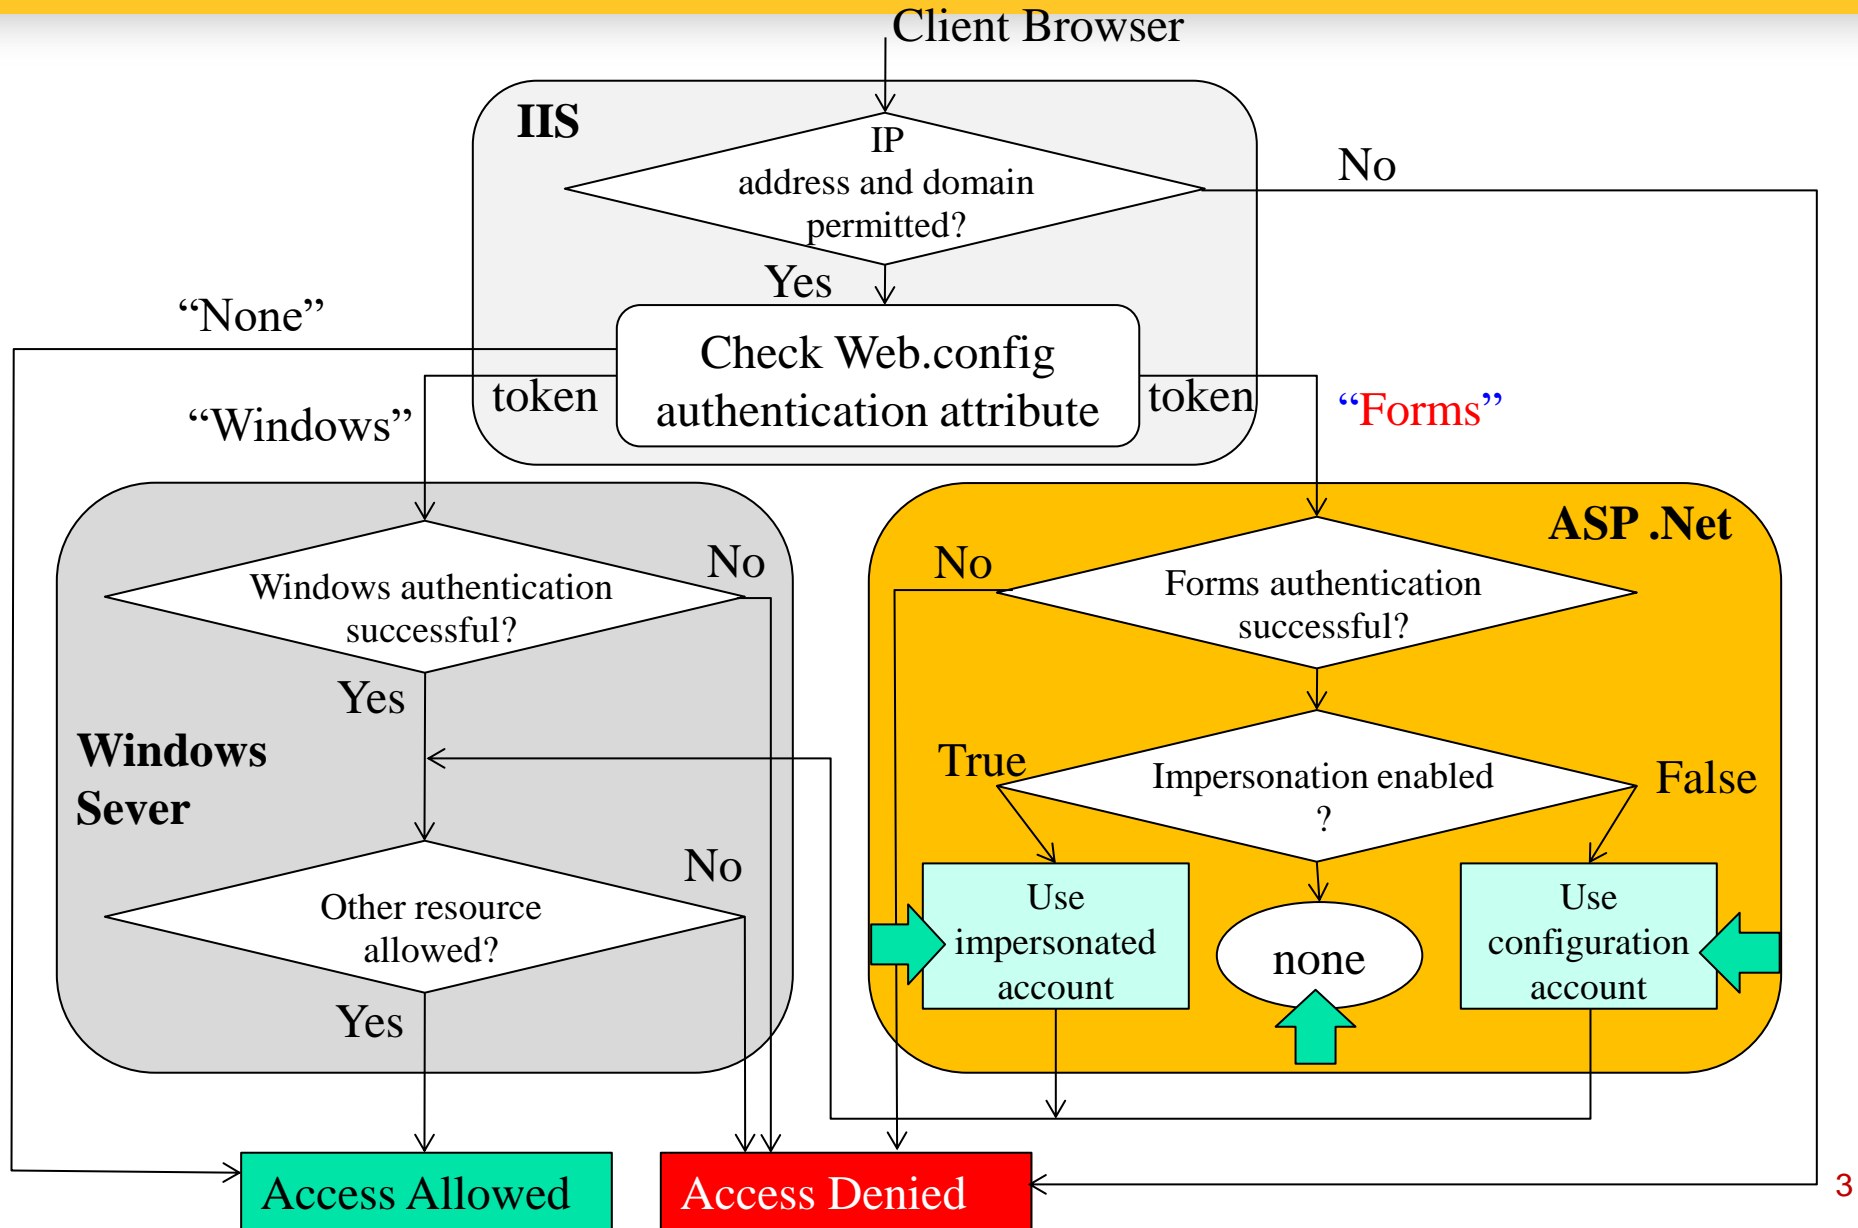 Client Browser
IIS
IP
address and domain
permitted?
No
Yes
“None”
Check Web.config
authentication attribute
token
token
“Windows”
“Forms”
ASP .Net
Windows authentication
successful?
No
No
Forms authentication
successful?
Yes
Windows
Sever
True
Impersonation enabled
?
False
Other resource
allowed?
No
Use
impersonated
account
none
Use
configuration
account
Yes
Access Allowed
Access Denied
3